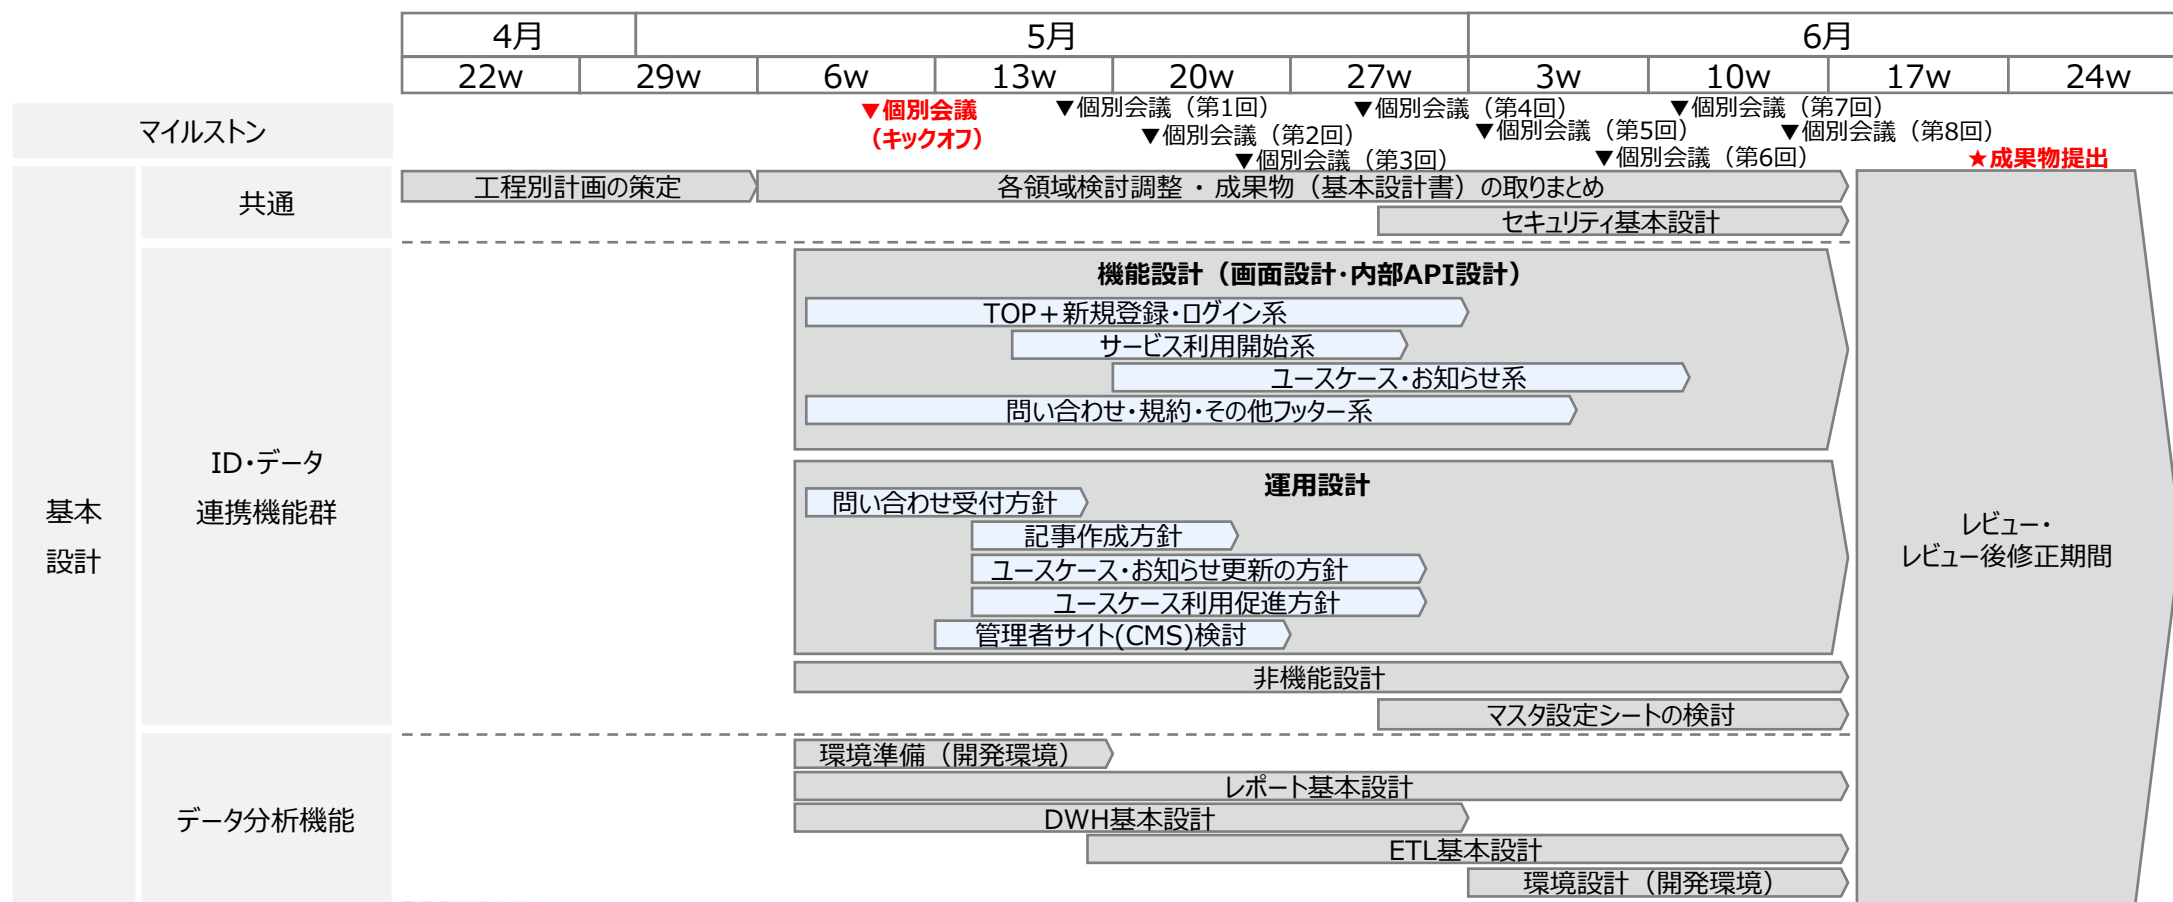 4月 5月 6月
22w 29w 6w 13w 20w 27w 3w 10w 17w 24w
マイルストン
▼個別会議
（キックオフ）
▼個別会議（第1回）
▼個別会議（第2回）
▼個別会議（第3回）
▼個別会議（第4回）
▼個別会議（第5回）
▼個別会議（第6回）
▼個別会議（第7回）
▼個別会議（第8回）
★成果物提出
基本
設計
共通
工程別計画の策定
各領域検討調整・成果物（基本設計書）の取りまとめ
セキュリティ基本設計
ID・データ
連携機能群
機能設計（画面設計・内部API設計）
TOP＋新規登録・ログイン系
サービス利用開始系
ユースケース・お知らせ系
問い合わせ・規約・その他フッター系
運用設計
問い合わせ受付方針
記事作成方針
ユースケース・お知らせ更新の方針
ユースケース利用促進方針
管理者サイト(CMS)検討
非機能設計
マスタ設定シートの検討
データ分析機能
環境準備（開発環境）
レポート基本設計
DWH基本設計
ETL基本設計
環境設計（開発環境）
レビュー・
レビュー後修正期間